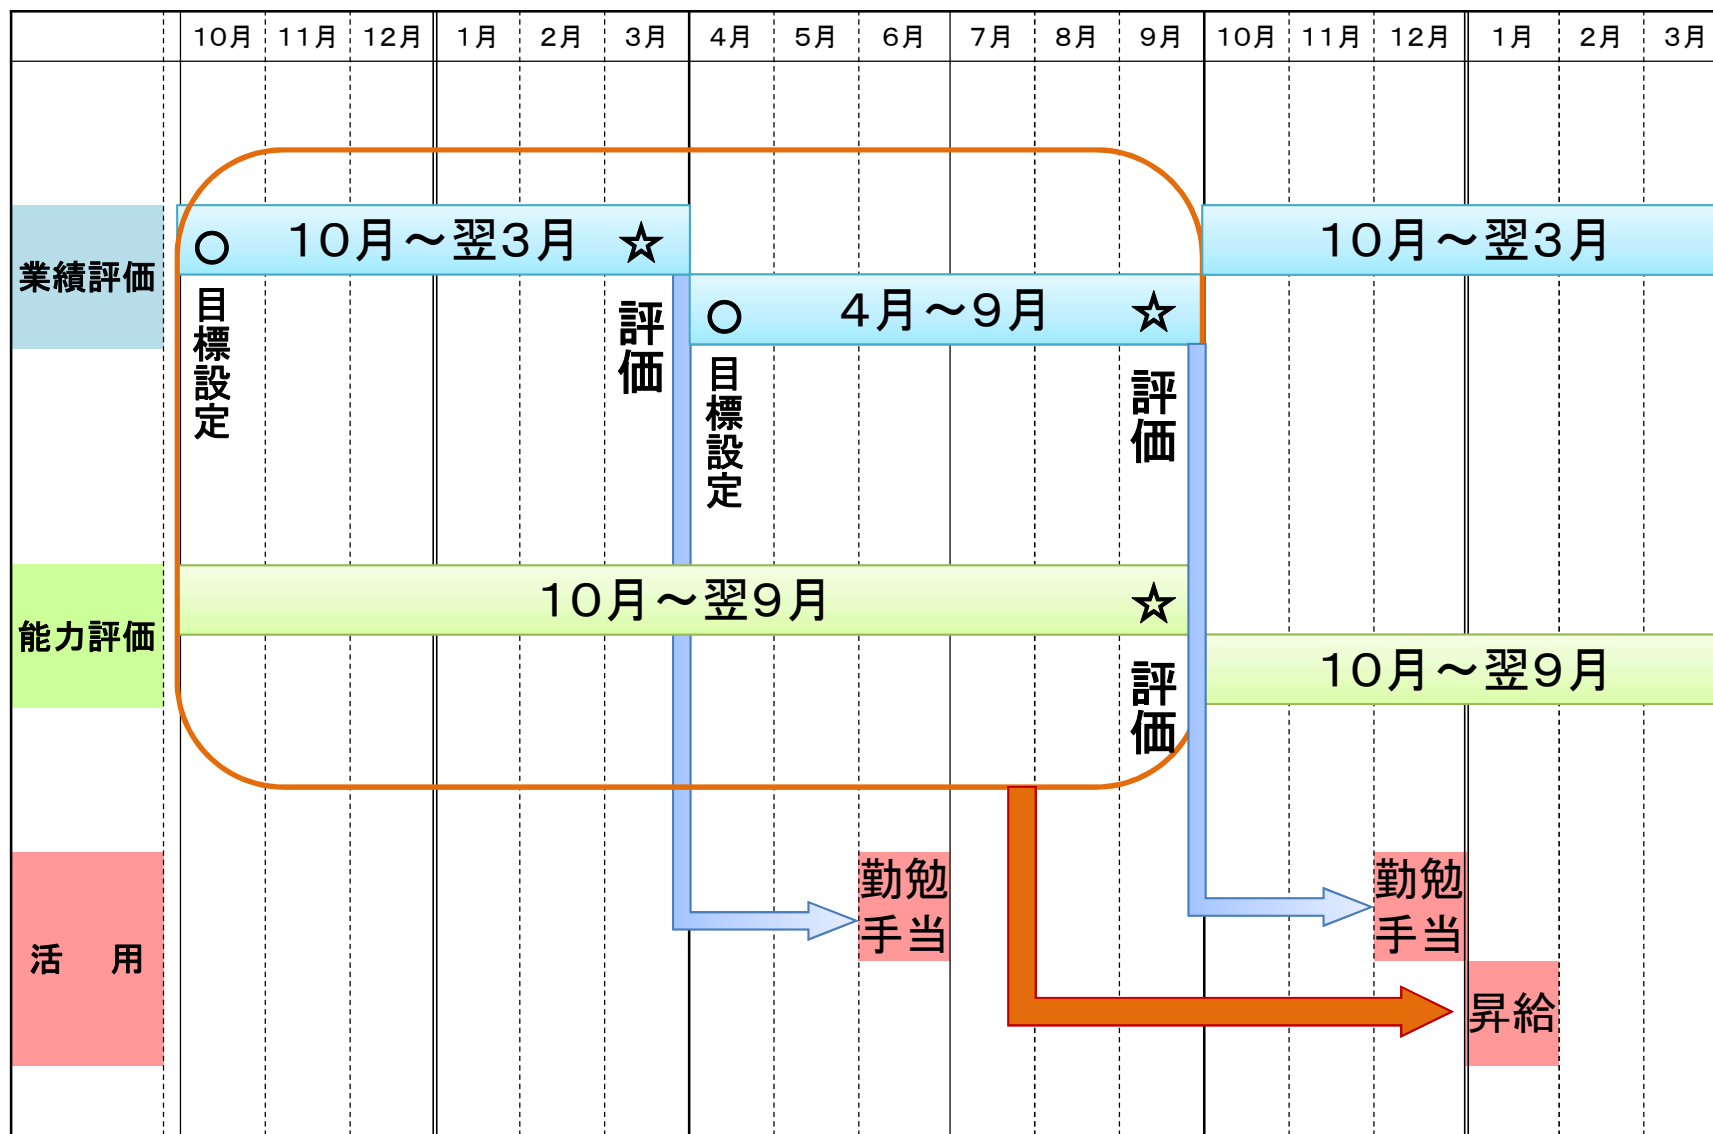 10月 11月 12月 1月 2月 3月 4月 5月 6月 7月 8月 9月 10月 11月 12月 1月 2月 3月
業績評価
○ 10月～翌3月 ☆
目標設定
評価
○ 4月～9月 ☆
目標設定
評価
10月～翌3月
能力評価
10月～翌9月 ☆
評価
10月～翌9月
活 用
勤勉
手当
勤勉
手当
昇給